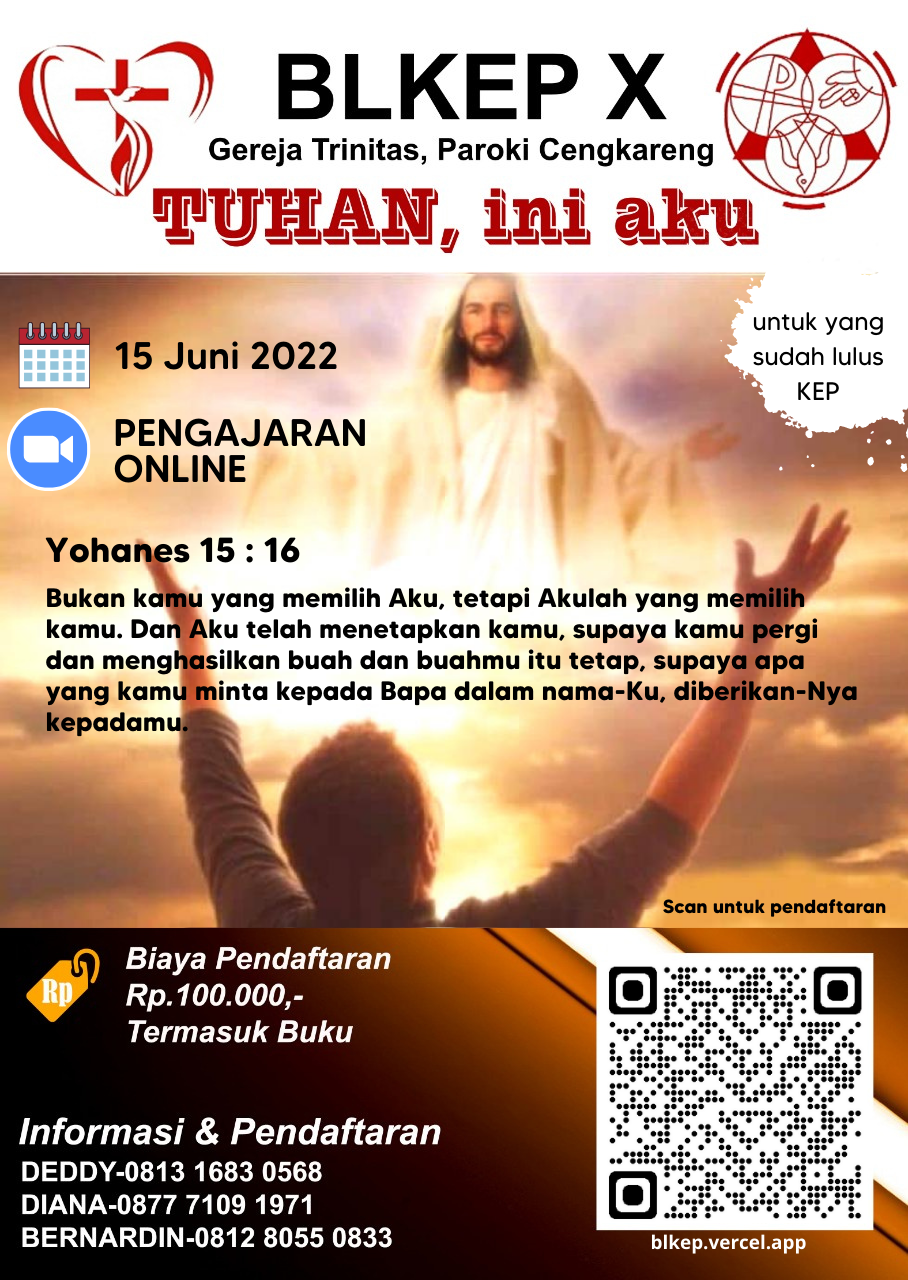 BLKEP X
Gereja Trinitas, Paroki Cengkareng
TUHAN, ini aku
untuk yang
sudah lulus
KEP
15 Juni 2022
PENGAJARAN
ONLINE
Yohanes 15 : 16
Bukan kamu yang memilih Aku, tetapi Akulah yang memilih
kamu. Dan Aku telah menetapkan kamu, supaya kamu pergi
dan menghasilkan buah dan buahmu itu tetap, supaya apa
yang kamu minta kepada Bapa dalam nama-Ku, diberikan-Nya
kepadamu.
Scan untuk pendaftaran
Rp
Biaya Pendaftaran
Rp.100.000,-
Termasuk Buku
Informasi & Pendaftaran
DEDDY-0813 1683 0568
DIANA-0877 7109 1971
BERNARDIN-0812 8055 0833
blkep.vercel.app